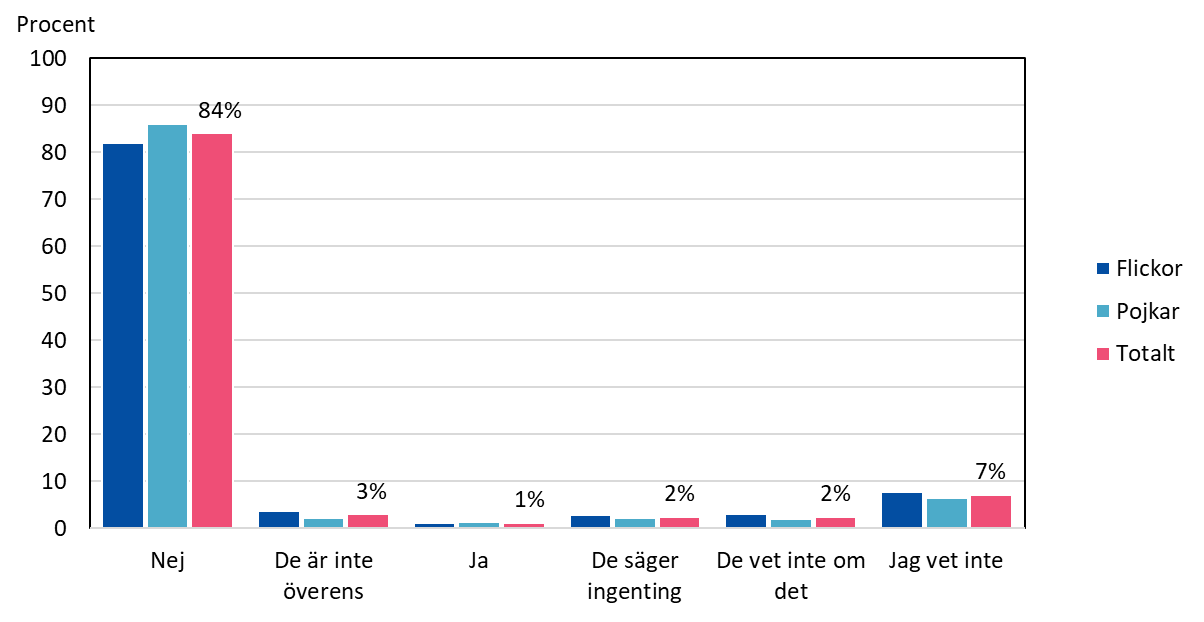 Procent
100
90
80
70
60
50
40
30
20
10
0
84%
3%
1%
2%
2%
7%
Nej
De är inte
överens
Ja
De säger
ingenting
De vet inte om
det
Jag vet inte
Flickor
Pojkar
Totalt